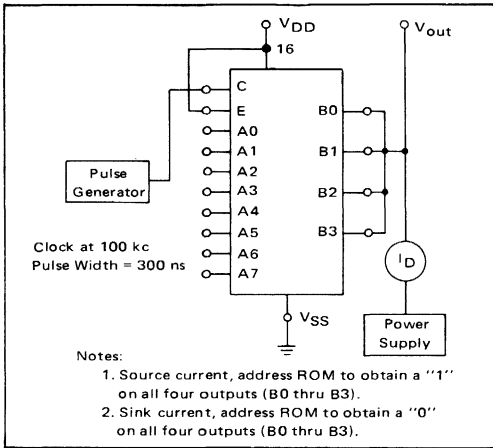 VDD
Vout
16
C
E
B0
A0
A1
B1
A2
Pulse
Generator
A3
B2
A4
A5
B3
Clock at 100 kc
A6
Pulse Width = 300 ns
A7
ID
VSS
Power
Supply
Notes:
1. Source current, address ROM to obtain a "1"
on all four outputs (B0 thru B3).
2. Sink current, address ROM to obtain a "0"
on all four outputs (B0 thru B3).